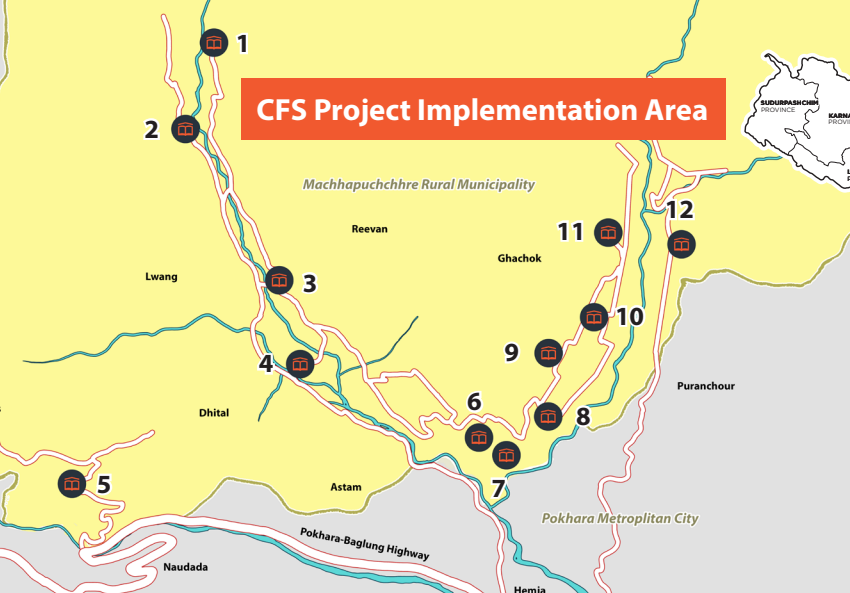 1
CFS Project Implementation Area
SUDURPASHCHIM
PROVINCE
2
Machhapuchchhre Rural Municipality
12
Reevan
11
Ghachok
Lwang
3
10
9
4
Puranchour
6
Dhital
8
5
Astam
7
Pokhara Metroplitan City
Pokhara-Baglung Highway
Naudada
Hemja